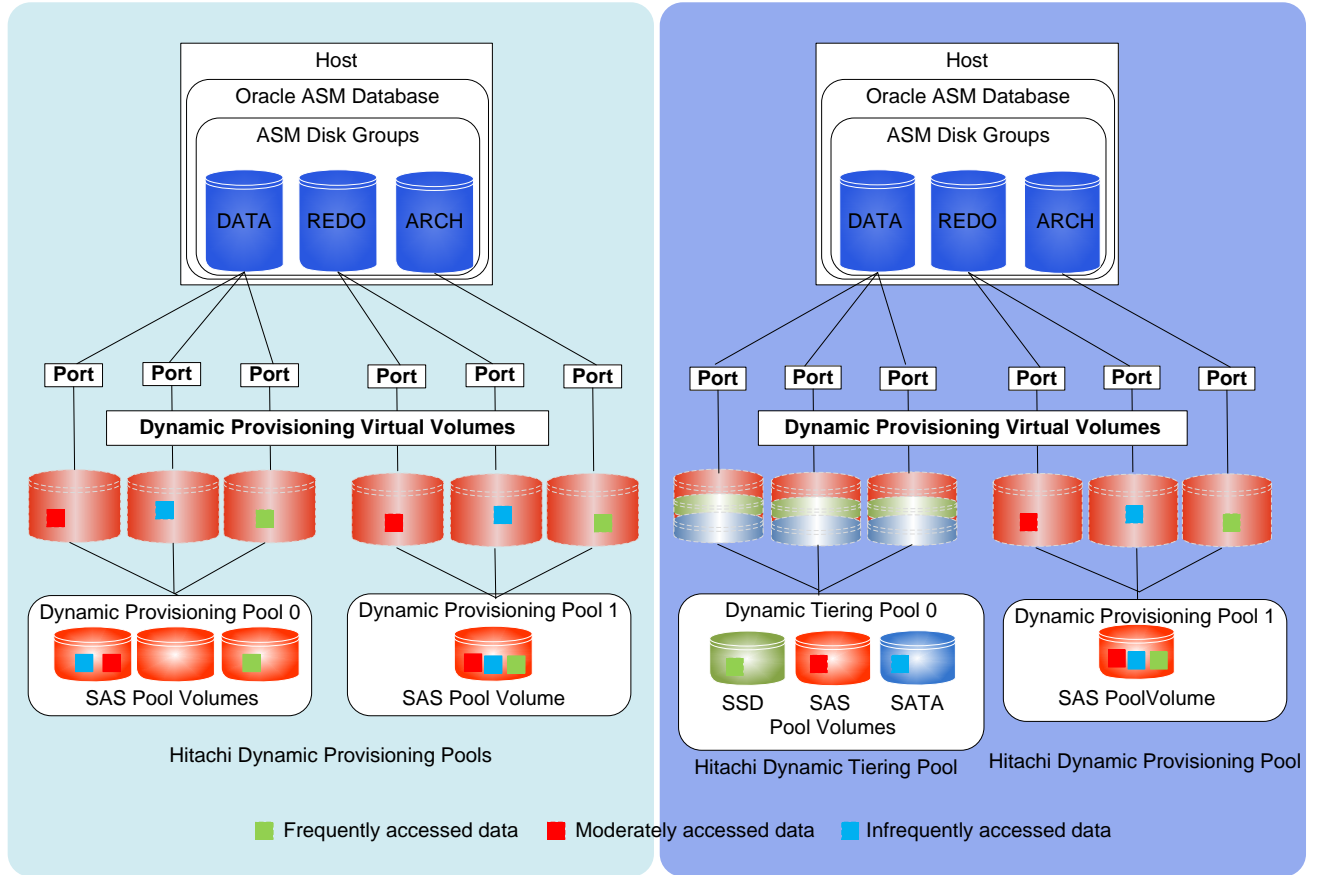 Host
Oracle ASM Database
ASM Disk Groups
DATA REDO ARCH
Port Port Port Port Port Port
Dynamic Provisioning Virtual Volumes
Dynamic Provisioning Pool 0
SAS Pool Volumes
Dynamic Provisioning Pool 1
SAS Pool Volume
Hitachi Dynamic Provisioning Pools
Host
Oracle ASM Database
ASM Disk Groups
DATA REDO ARCH
Port Port Port Port Port Port
Dynamic Provisioning Virtual Volumes
Dynamic Tiering Pool 0
SSD SAS SATA
Pool Volumes
Hitachi Dynamic Tiering Pool
Dynamic Provisioning Pool 1
SAS PoolVolume
Hitachi Dynamic Provisioning Pool
Frequently accessed data Moderately accessed data Infrequently accessed data